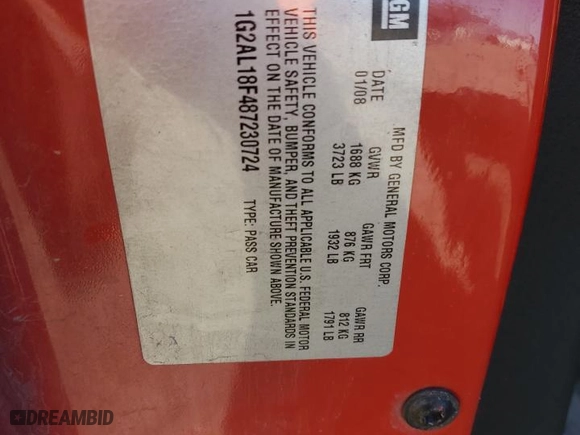 GM
MFD BY GENERAL MOTORS CORP.
DATE GVWR GAWR FRT GAWR RR
01/08 1688 KG 876 KG 812 KG
3723 LB 1932 LB 1791 LB
THIS VEHICLE CONFORMS TO ALL APPLICABLE U.S. FEDERAL MOTOR
VEHICLE SAFETY, BUMPER, AND THEFT PREVENTION STANDARDS IN
EFFECT ON THE DATE OF MANUFACTURE SHOWN ABOVE.
1G2AL18F487230724 TYPE: PASS CAR
DREAMBID